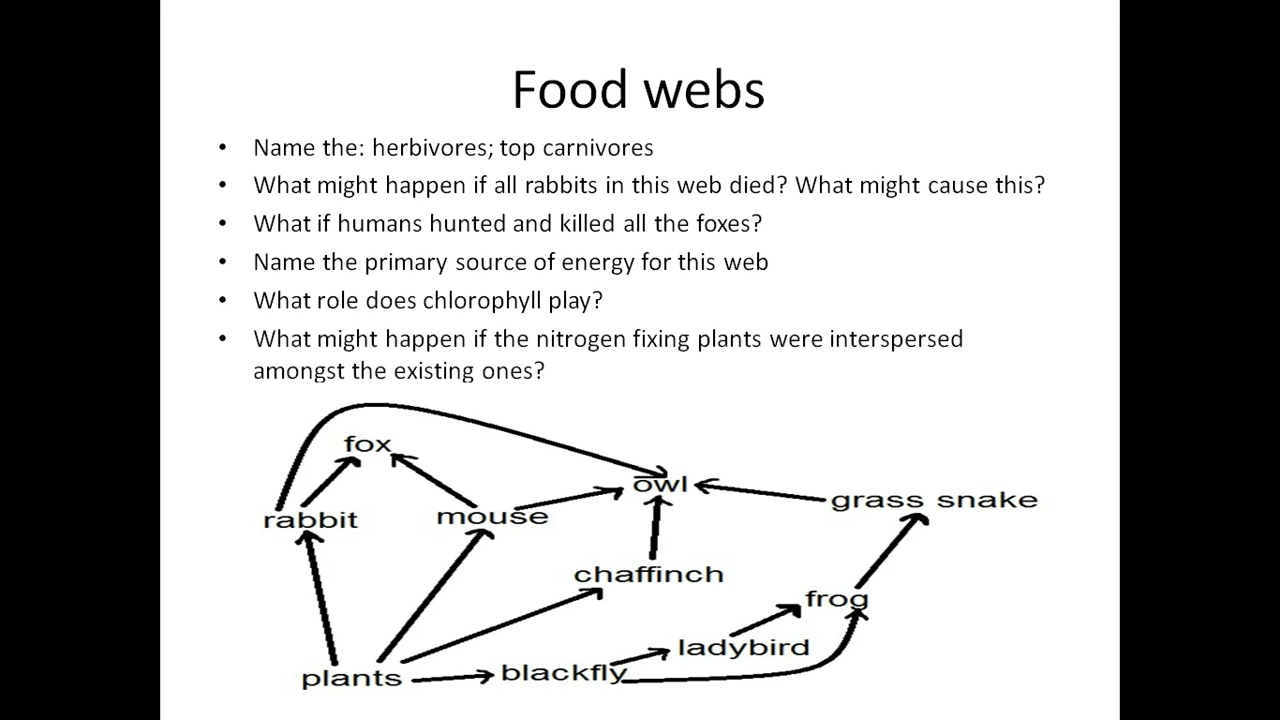 Food webs
• Name the: herbivores; top carnivores
• What might happen if all rabbits in this web died? What might cause this?
• What if humans hunted and killed all the foxes?
• Name the primary source of energy for this web
• What role does chlorophyll play?
• What might happen if the nitrogen fixing plants were interspersed
amongst the existing ones?
fox
owl
grass snake
rabbit
mouse
chaffinch
frog
ladybird
plants
blackfly